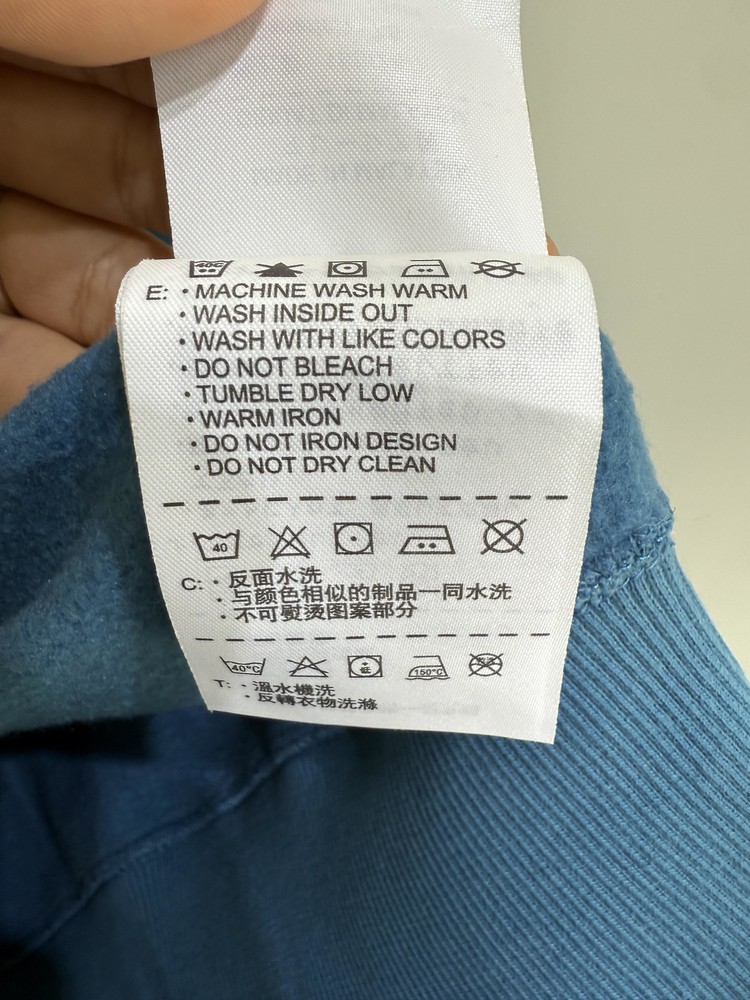 40C
E: • MACHINE WASH WARM
• WASH INSIDE OUT
• WASH WITH LIKE COLORS
• DO NOT BLEACH
• TUMBLE DRY LOW
• WARM IRON
• DO NOT IRON DESIGN
• DO NOT DRY CLEAN
40
C: • 反面水洗
• 与颜色相似的制品一同水洗
• 不可熨烫图案部分
40°C 低 150°C
T: • 溫水機洗
• 反轉衣物洗滌